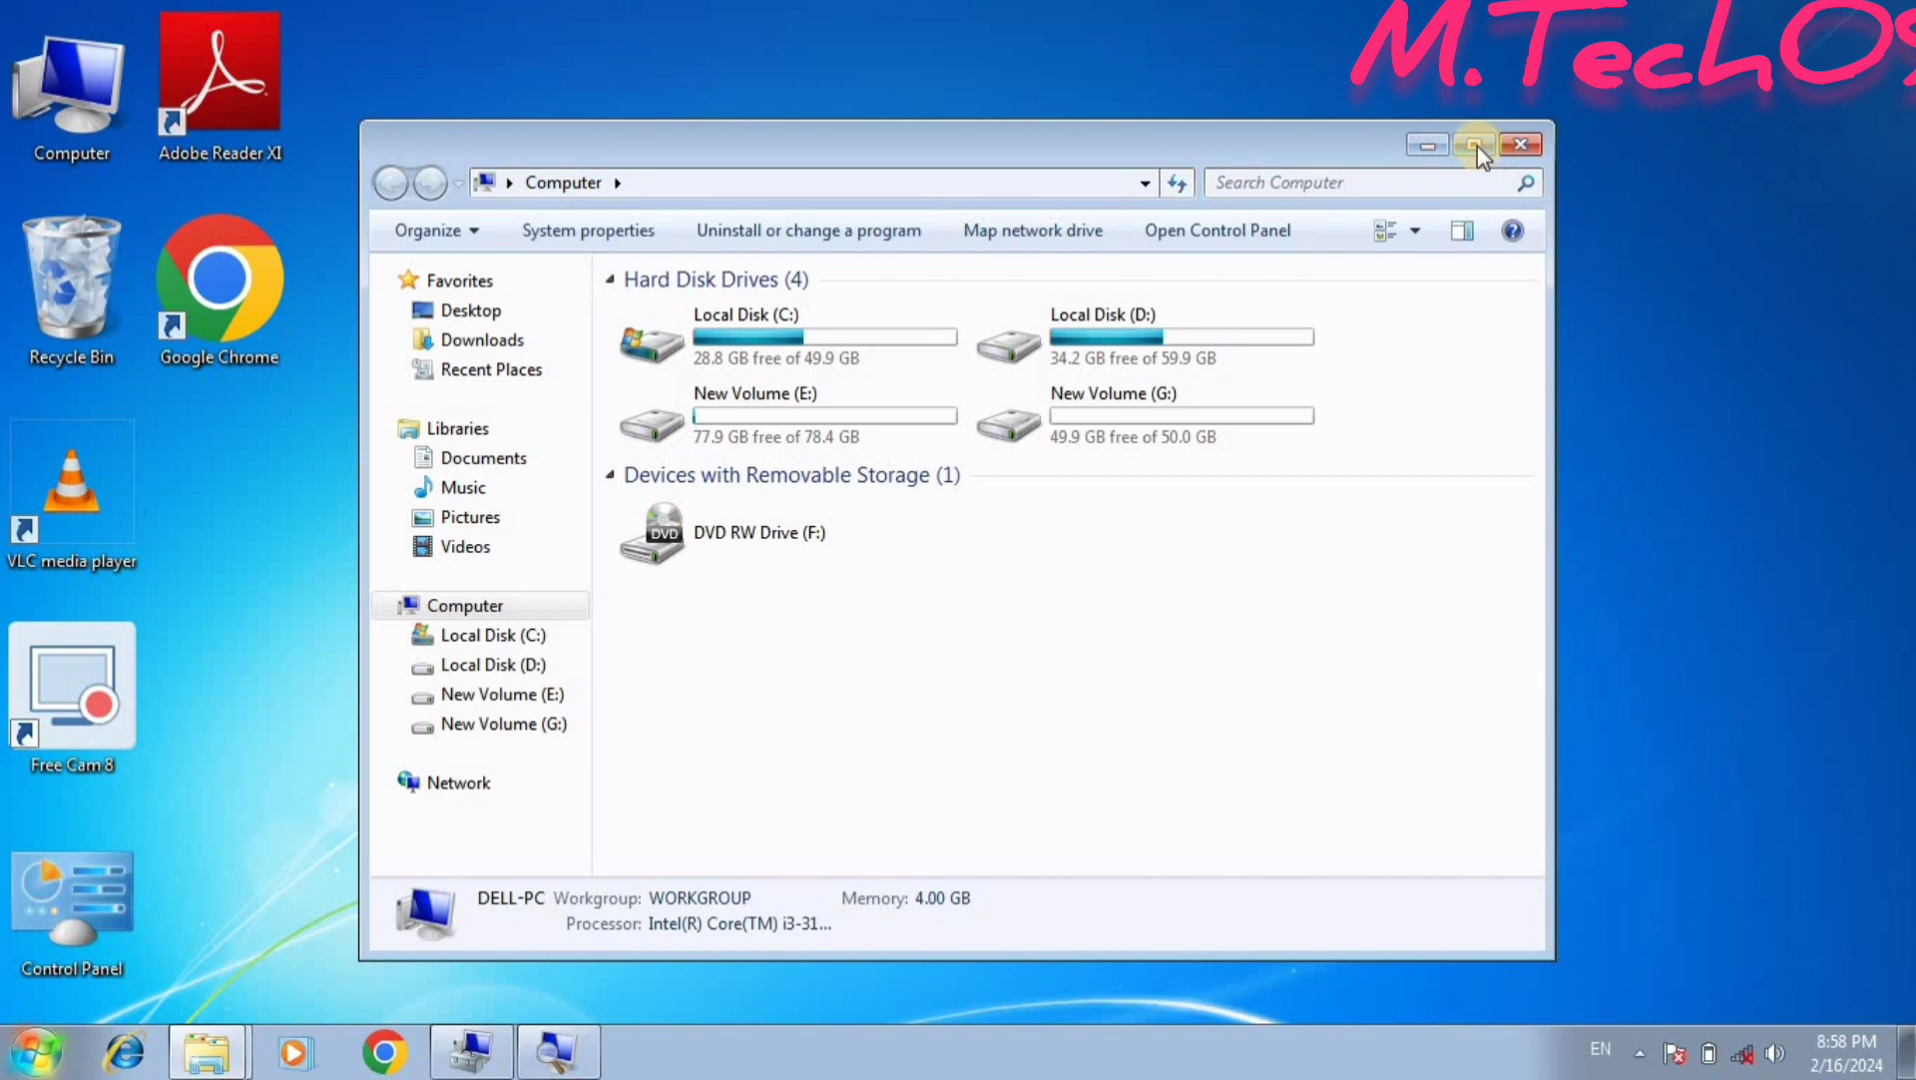 M.TechOS
Computer
Adobe Reader XI
Recycle Bin
Google Chrome
VLC media player
Free Cam 8
Control Panel
Computer
Search Computer
Organize
System properties
Uninstall or change a program
Map network drive
Open Control Panel
Favorites
Desktop
Downloads
Recent Places
Libraries
Documents
Music
Pictures
Videos
Computer
Local Disk (C:)
Local Disk (D:)
New Volume (E:)
New Volume (G:)
Network
Hard Disk Drives (4)
Local Disk (C:)
28.8 GB free of 49.9 GB
Local Disk (D:)
34.2 GB free of 59.9 GB
New Volume (E:)
77.9 GB free of 78.4 GB
New Volume (G:)
49.9 GB free of 50.0 GB
Devices with Removable Storage (1)
DVD
DVD RW Drive (F:)
DELL-PC Workgroup: WORKGROUP Memory: 4.00 GB
Processor: Intel(R) Core(TM) i3-31...
EN
8:58 PM
2/16/2024